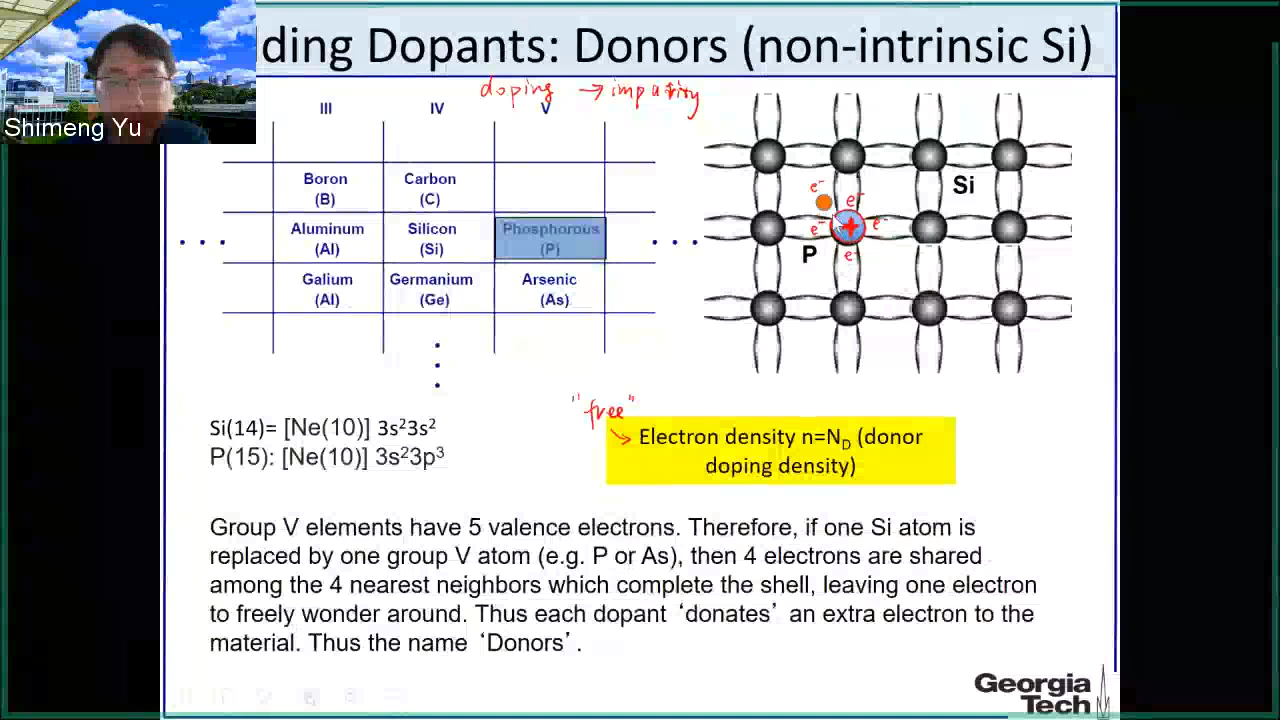 ding Dopants: Donors (non-intrinsic Si)
Shimeng Yu
doping → impurity
III IV V
Boron Carbon
(B) (C)
Aluminum Silicon Phosphorous
(Al) (Si) (P)
Galium Germanium Arsenic
(Al) (Ge) (As)
Si
e⁻ e⁻
e⁻ + e⁻
P e⁻
"free"
Si(14)= [Ne(10)] 3s²3s²
P(15): [Ne(10)] 3s²3p³
Electron density n=N_D (donor
doping density)
Group V elements have 5 valence electrons. Therefore, if one Si atom is
replaced by one group V atom (e.g. P or As), then 4 electrons are shared
among the 4 nearest neighbors which complete the shell, leaving one electron
to freely wonder around. Thus each dopant ‘donates’ an extra electron to the
material. Thus the name ‘Donors’.
Georgia
Tech